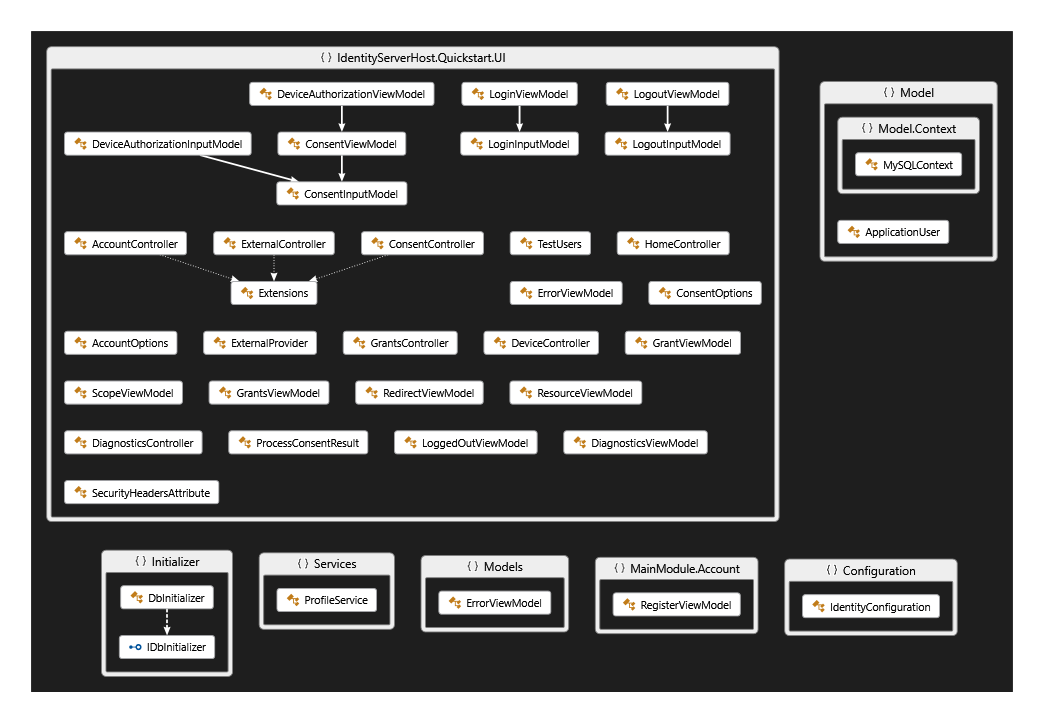 { } IdentityServerHost.Quickstart.UI
DeviceAuthorizationViewModel
LoginViewModel
LogoutViewModel
DeviceAuthorizationInputModel
ConsentViewModel
LoginInputModel
LogoutInputModel
ConsentInputModel
AccountController
ExternalController
ConsentController
TestUsers
HomeController
Extensions
ErrorViewModel
ConsentOptions
AccountOptions
ExternalProvider
GrantsController
DeviceController
GrantViewModel
ScopeViewModel
GrantsViewModel
RedirectViewModel
ResourceViewModel
DiagnosticsController
ProcessConsentResult
LoggedOutViewModel
DiagnosticsViewModel
SecurityHeadersAttribute
{ } Model
{ } Model.Context
MySQLContext
ApplicationUser
{ } Initializer
DbInitializer
IDbInitializer
{ } Services
ProfileService
{ } Models
ErrorViewModel
{ } MainModule.Account
RegisterViewModel
{ } Configuration
IdentityConfiguration